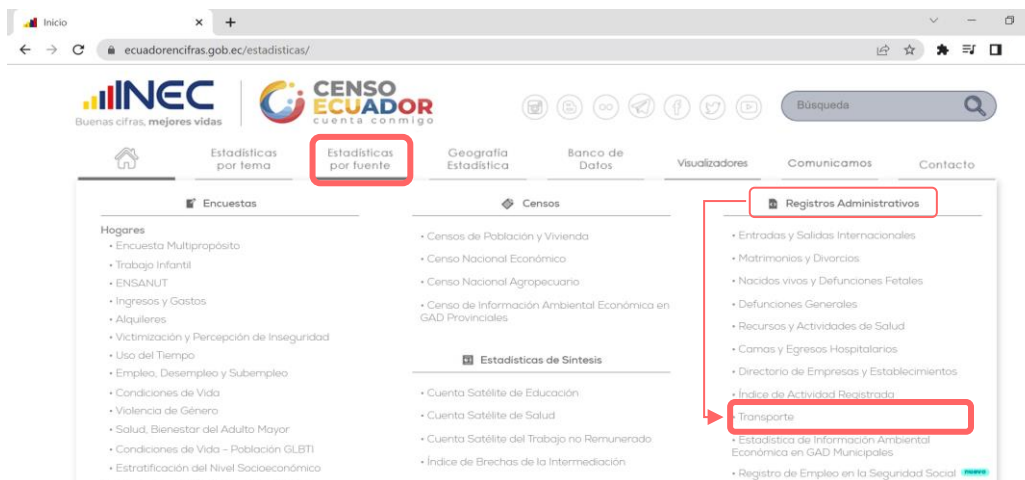 Inicio
ecuadorencifras.gob.ec/estadisticas/
INEC
Buenas cifras, mejores vidas
CENSO
ECUADOR
cuenta conmigo
Búsqueda
Estadísticas
por tema
Estadísticas
por fuente
Geografía
Estadística
Banco de
Datos
Visualizadores
Comunicamos
Contacto
Encuestas
Hogares
• Encuesta Multipropósito
• Trabajo Infantil
• ENSANUT
• Ingresos y Gastos
• Alquileres
• Victimización y Percepción de Inseguridad
• Uso del Tiempo
• Empleo, Desempleo y Subempleo
• Condiciones de Vida
• Violencia de Género
• Salud, Bienestar del Adulto Mayor
• Condiciones de Vida - Población GLBTI
• Estratificación del Nivel Socioeconómico
Censos
• Censos de Población y Vivienda
• Censo Nacional Económico
• Censo Nacional Agropecuario
• Censo de Información Ambiental Económica en
GAD Provinciales
Estadísticas de Síntesis
• Cuenta Satélite de Educación
• Cuenta Satélite de Salud
• Cuenta Satélite del Trabajo no Remunerado
• Índice de Brechas de la Intermediación
Registros Administrativos
• Entradas y Salidas Internacionales
• Matrimonios y Divorcios
• Nacidos vivos y Defunciones Fetales
• Defunciones Generales
• Recursos y Actividades de Salud
• Camas y Egresos Hospitalarios
• Directorio de Empresas y Establecimientos
• Índice de Actividad Registrada
• Transporte
• Estadística de Información Ambiental
Económica en GAD Municipales
• Registro de Empleo en la Seguridad Social nuevo